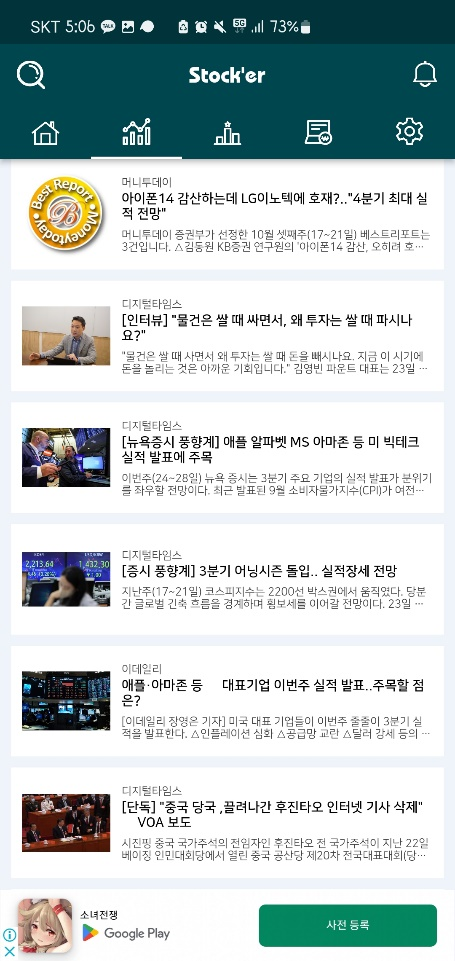 SKT 5:06 TALK 5G 73%
Stock'er
Best Report
Moneytoday
머니투데이
아이폰14 감산하는데 LG이노텍에 호재?.."4분기 최대 실
적 전망"
머니투데이 증권부가 선정한 10월 셋째주(17~21일) 베스트리포트는
3건입니다. △김동원 KB증권 연구원의 '아이폰14 감산, 오히려 호...
디지털타임스
[인터뷰] "물건은 쌀 때 싸면서, 왜 투자는 쌀 때 파시나
요?"
"물건은 쌀 때 사면서 왜 투자는 쌀 때 돈을 빼시나요. 지금 이 시기에
돈을 놀리는 것은 아까운 기회입니다." 김영빈 파운트 대표는 23일 ...
디지털타임스
[뉴욕증시 풍향계] 애플 알파벳 MS 아마존 등 미 빅테크
실적 발표에 주목
이번주(24~28일) 뉴욕 증시는 3분기 주요 기업의 실적 발표가 분위기
를 좌우할 전망이다. 최근 발표된 9월 소비자물가지수(CPI)가 여전...
2,213.64
1,432.30
디지털타임스
[증시 풍향계] 3분기 어닝시즌 돌입.. 실적장세 전망
지난주(17~21일) 코스피지수는 2200선 박스권에서 움직였다. 당분
간 글로벌 긴축 흐름을 경계하며 횡보세를 이어갈 전망이다. 23일 ...
이데일리
애플·아마존 등 대표기업 이번주 실적 발표..주목할 점
은?
[이데일리 장영은 기자] 미국 대표 기업들이 이번주 줄줄이 3분기 실
적을 발표한다. △인플레이션 심화 △공급망 교란 △달러 강세 등의 ...
디지털타임스
[단독] "중국 당국 ,끌려나간 후진타오 인터넷 기사 삭제"
VOA 보도
시진핑 중국 국가주석의 전임자인 후진타오 전 국가주석이 지난 22일
베이징 인민대회당에서 열린 중국 공산당 제20차 전국대표대회(당...
소녀전쟁
Google Play
사전 등록